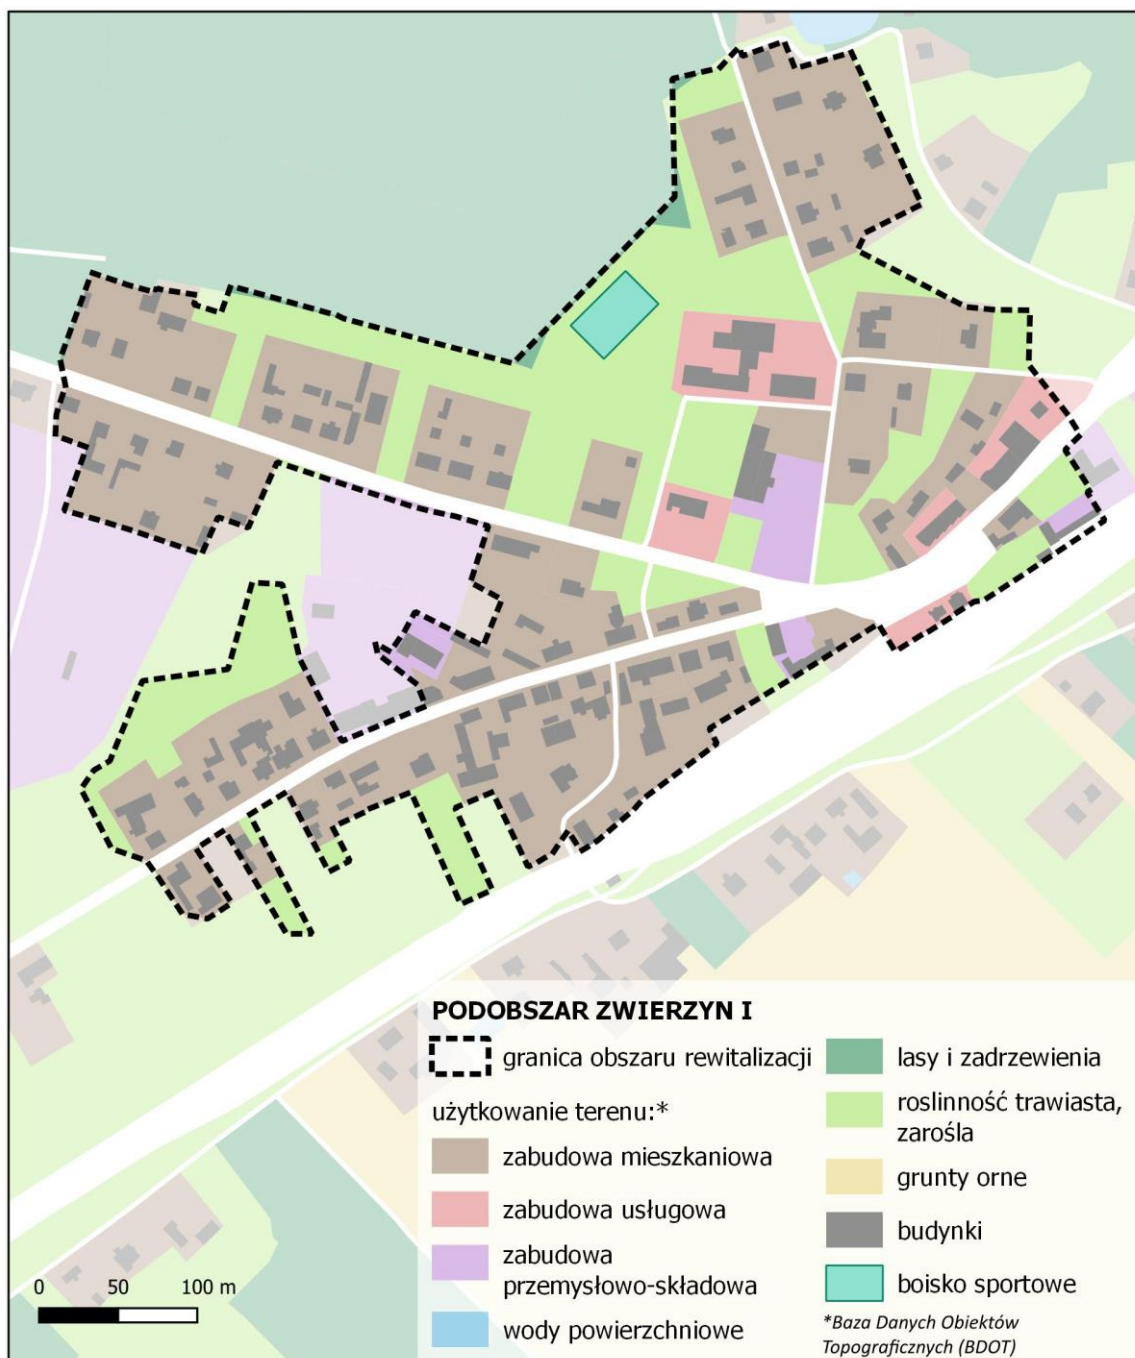 PODOBSZAR ZWIERZYN I
granica obszaru rewitalizacji
użytkowanie terenu:*
zabudowa mieszkaniowa
zabudowa usługowa
zabudowa
przemysłowo-składowa
wody powierzchniowe
lasy i zadrzewienia
roslinność trawiasta,
zarośla
grunty orne
budynki
boisko sportowe
*Baza Danych Obiektów
Topograficznych (BDOT)
0 50 100 m